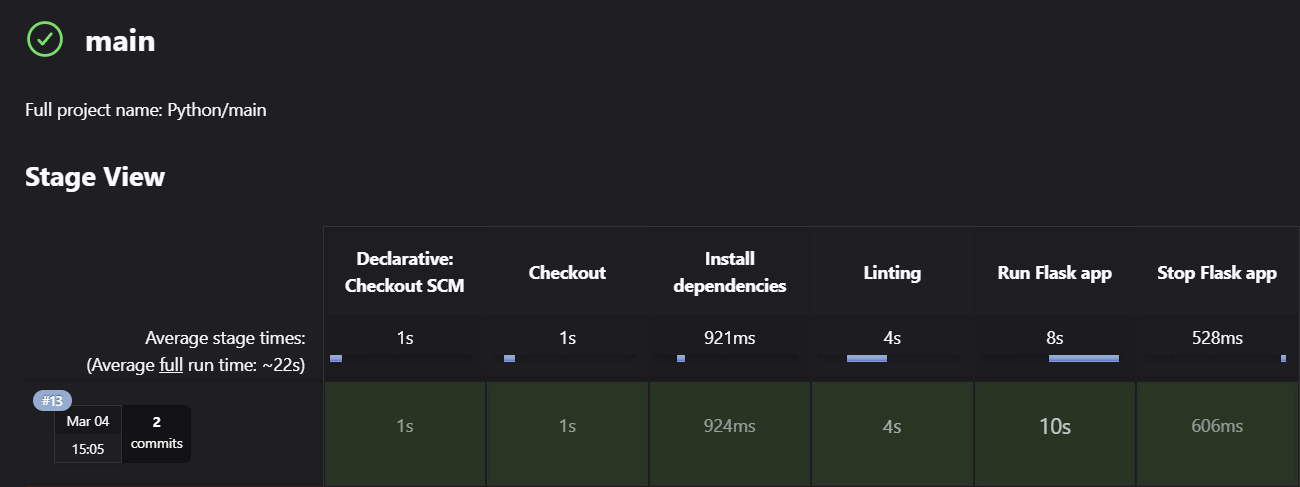 main
Full project name: Python/main
Stage View
Declarative:
Checkout SCM
Checkout
Install
dependencies
Linting
Run Flask app
Stop Flask app
Average stage times:
(Average full run time: ~22s)
1s
1s
921ms
4s
8s
528ms
#13
Mar 04
15:05
2
commits
1s
1s
924ms
4s
10s
606ms